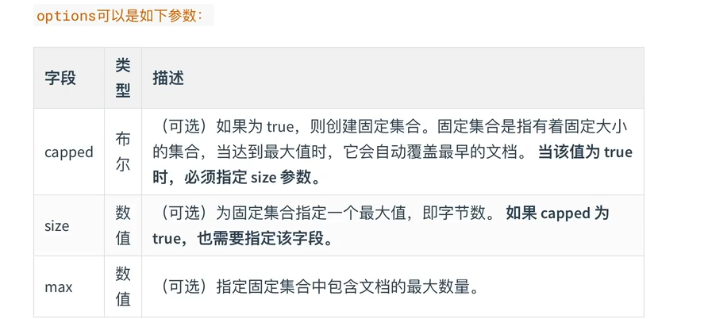 options可以是如下参数：
字段
类
型
描述
capped
布
尔
（可选）如果为 true，则创建固定集合。固定集合是指有着固定大小
的集合，当达到最大值时，它会自动覆盖最早的文档。 当该值为 true
时，必须指定 size 参数。
size
数
值
（可选）为固定集合指定一个最大值，即字节数。 如果 capped 为
true，也需要指定该字段。
max
数
值
（可选）指定固定集合中包含文档的最大数量。